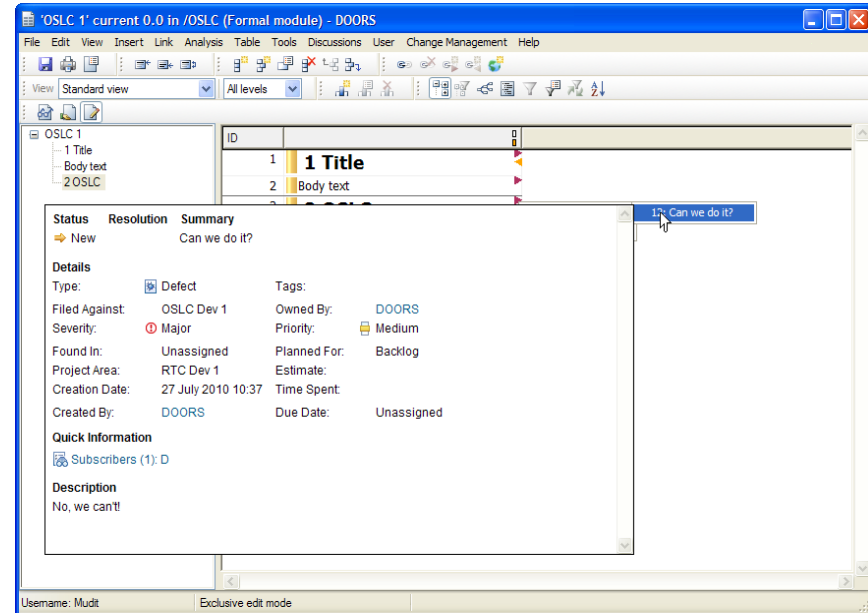 'OSLC 1' current 0.0 in /OSLC (Formal module) - DOORS
File Edit View Insert Link Analysis Table Tools Discussions User Change Management Help
View Standard view All levels
OSLC 1
1 Title
Body text
2 OSLC
ID
1 1 Title
2 Body text
12: Can we do it?
Status Resolution Summary
New Can we do it?
Details
Type: Defect Tags:
Filed Against: OSLC Dev 1 Owned By: DOORS
Severity: Major Priority: Medium
Found In: Unassigned Planned For: Backlog
Project Area: RTC Dev 1 Estimate:
Creation Date: 27 July 2010 10:37 Time Spent:
Created By: DOORS Due Date: Unassigned
Quick Information
Subscribers (1): D
Description
No, we can't!
Username: Mudit Exclusive edit mode